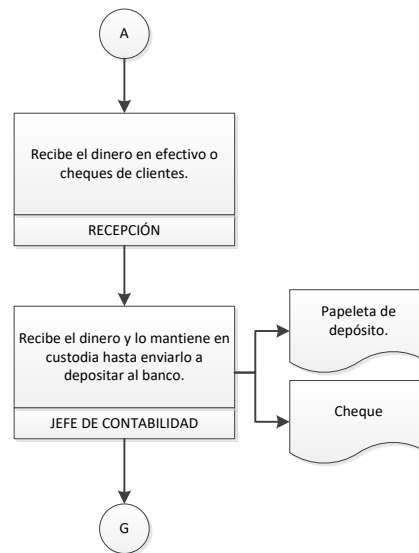 A
Recibe el dinero en efectivo o
cheques de clientes.
RECEPCIÓN
Recibe el dinero y lo mantiene en
custodia hasta enviarlo a
depositar al banco.
JEFE DE CONTABILIDAD
Papeleta de
depósito.
Cheque
G